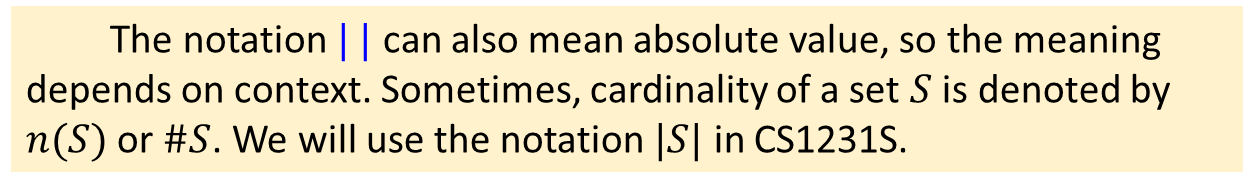 The notation | | can also mean absolute value, so the meaning
depends on context. Sometimes, cardinality of a set 𝑆 is denoted by
𝑛(𝑆) or #𝑆. We will use the notation |𝑆| in CS1231S.